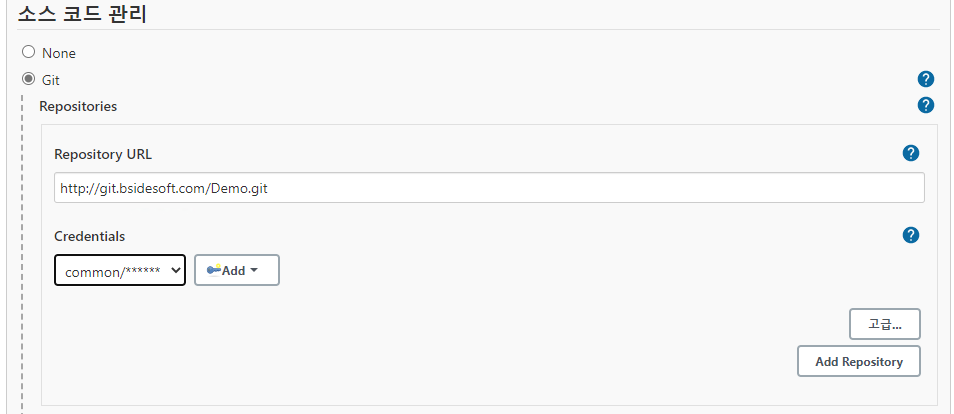 소스 코드 관리
None
Git
?
Repositories
?
Repository URL
?
http://git.bsidesoft.com/Demo.git
Credentials
?
common/******
Add
고급...
Add Repository